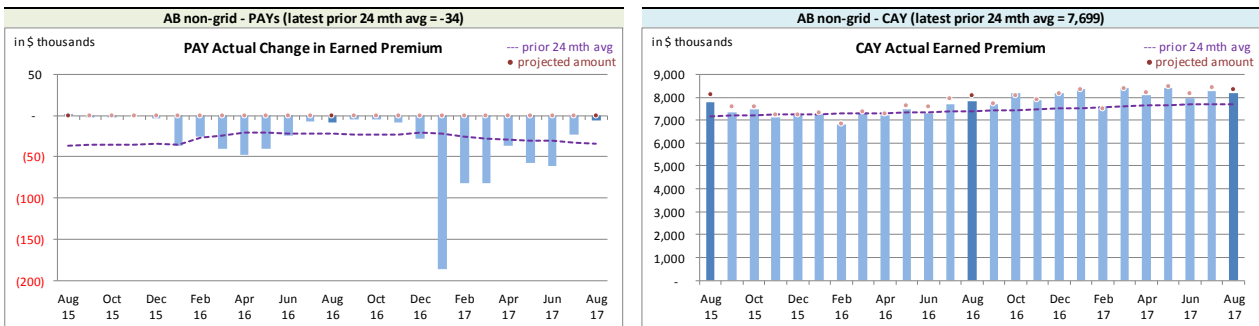 AB non-grid - PAYs (latest prior 24 mth avg = -34)
in $ thousands
PAY Actual Change in Earned Premium
--- prior 24 mth avg
• projected amount
50
-
(50)
(100)
(150)
(200)
Aug Oct Dec Feb Apr Jun Aug Oct Dec Feb Apr Jun Aug
15 15 15 16 16 16 16 16 16 17 17 17 17
AB non-grid - CAY (latest prior 24 mth avg = 7,699)
in $ thousands
CAY Actual Earned Premium
--- prior 24 mth avg
• projected amount
9,000
8,000
7,000
6,000
5,000
4,000
3,000
2,000
1,000
-
Aug Oct Dec Feb Apr Jun Aug Oct Dec Feb Apr Jun Aug
15 15 15 16 16 16 16 16 16 17 17 17 17